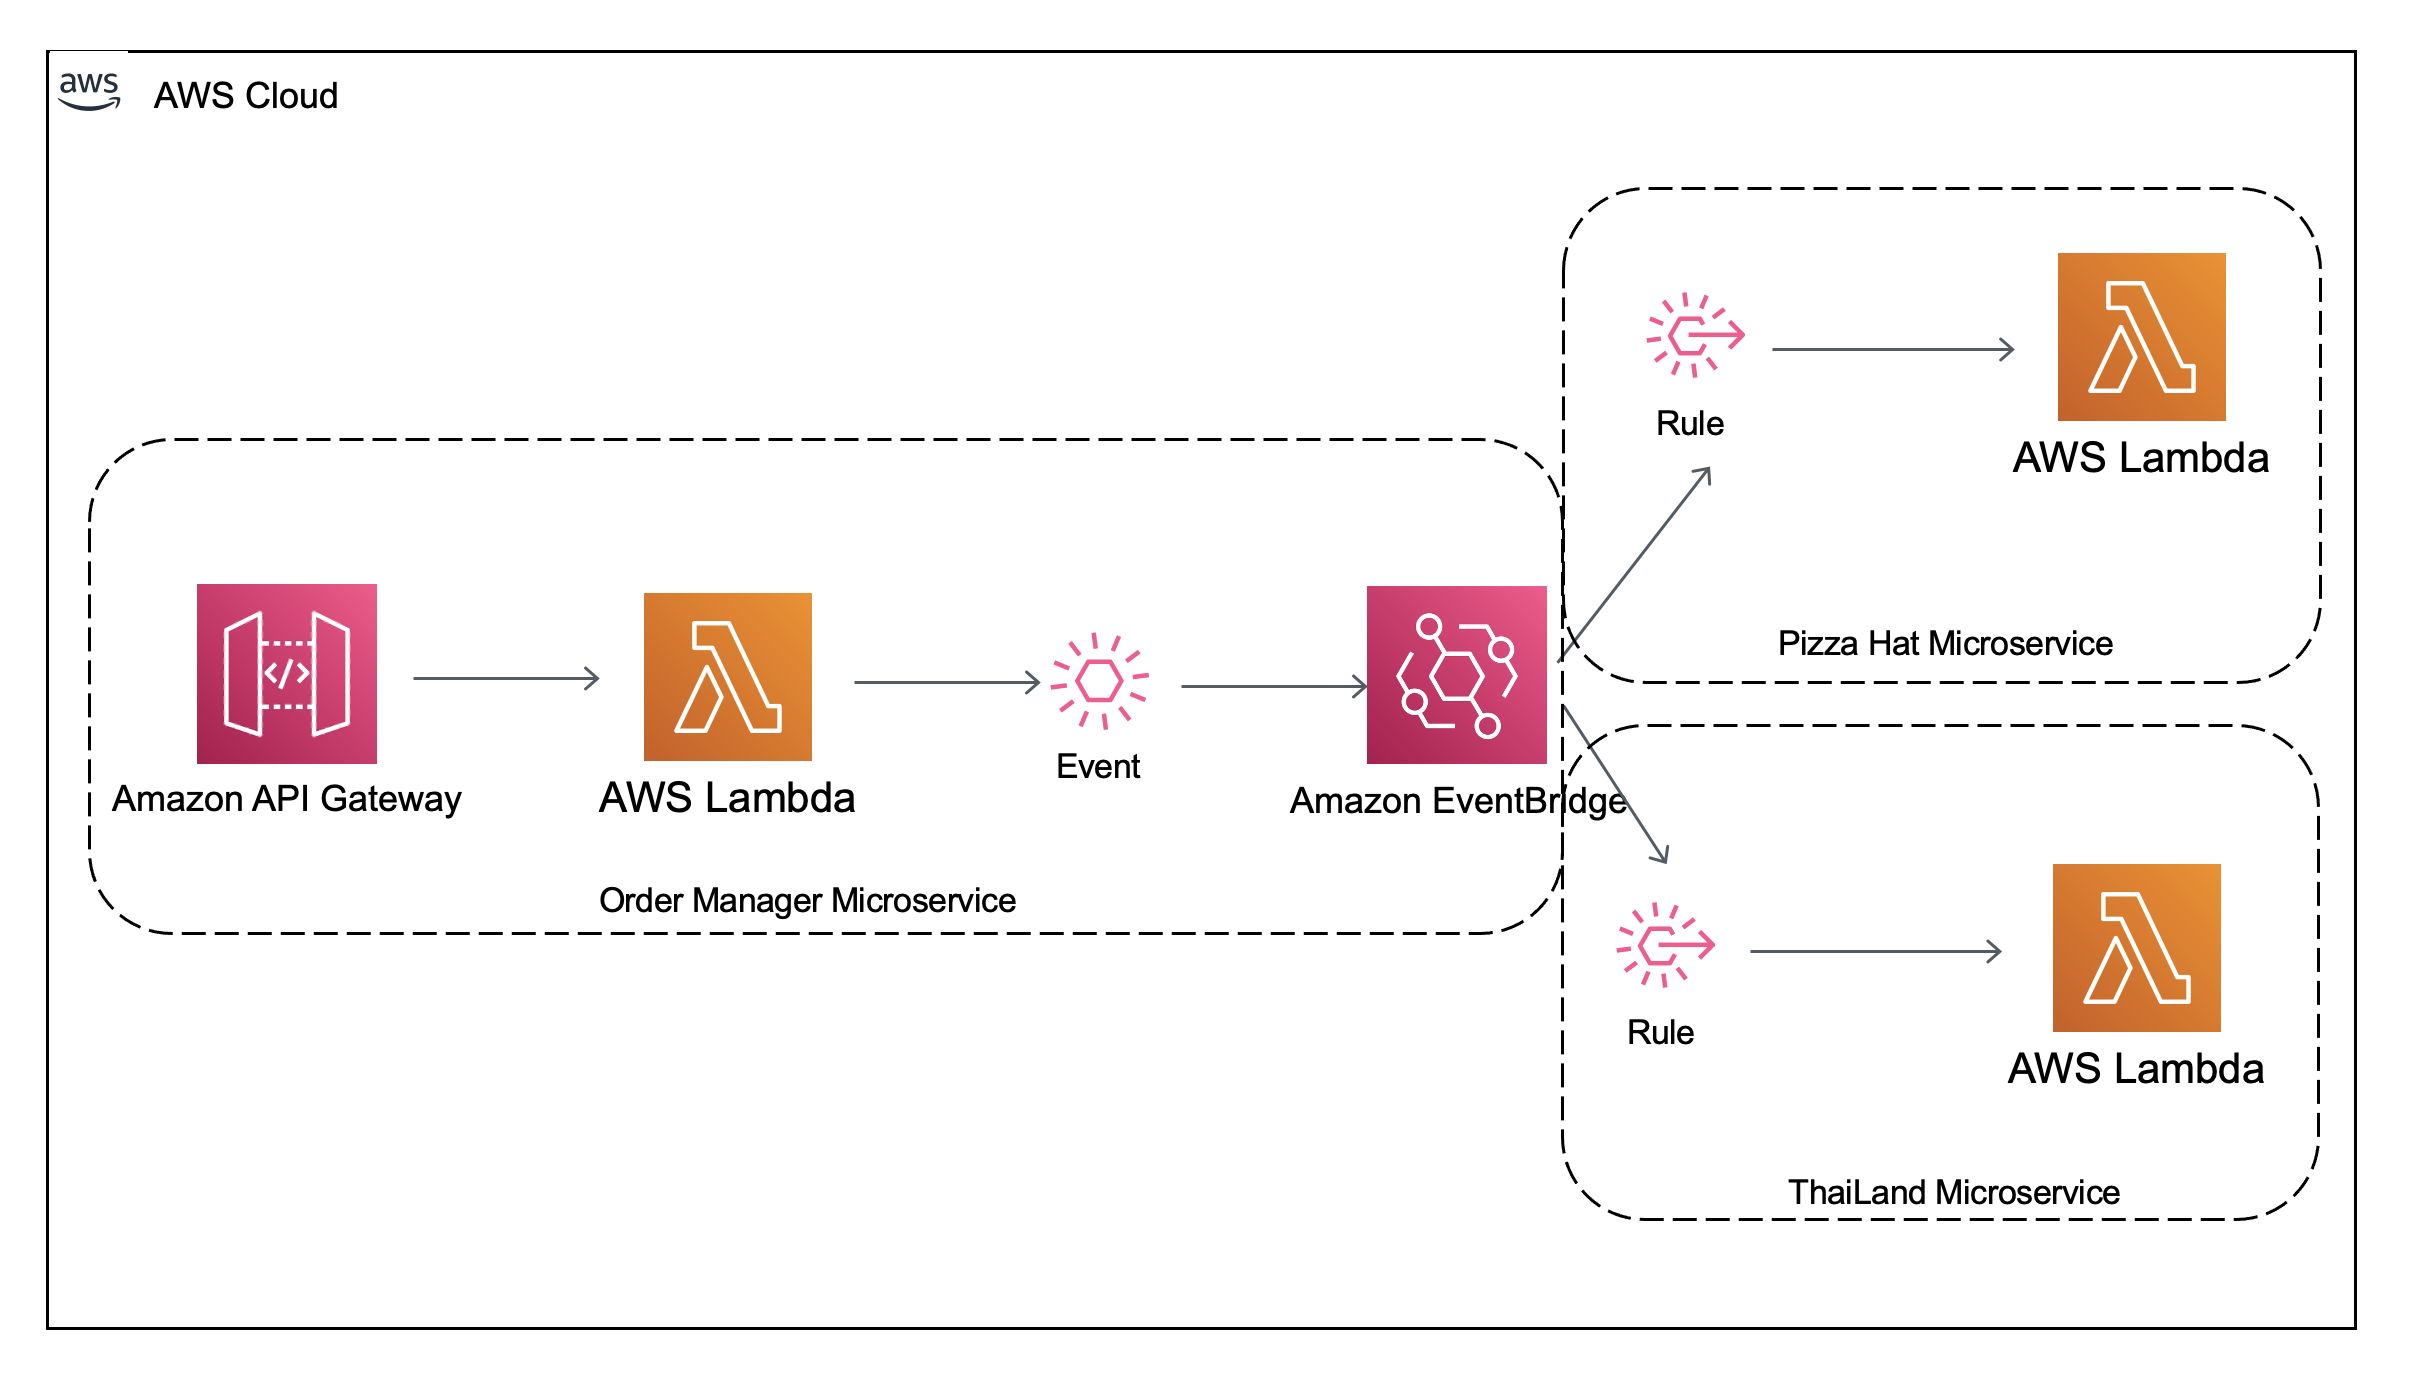 aws
AWS Cloud
Rule
AWS Lambda
Pizza Hat Microservice
Amazon API Gateway
AWS Lambda
Event
Amazon EventBridge
Order Manager Microservice
Rule
AWS Lambda
ThaiLand Microservice